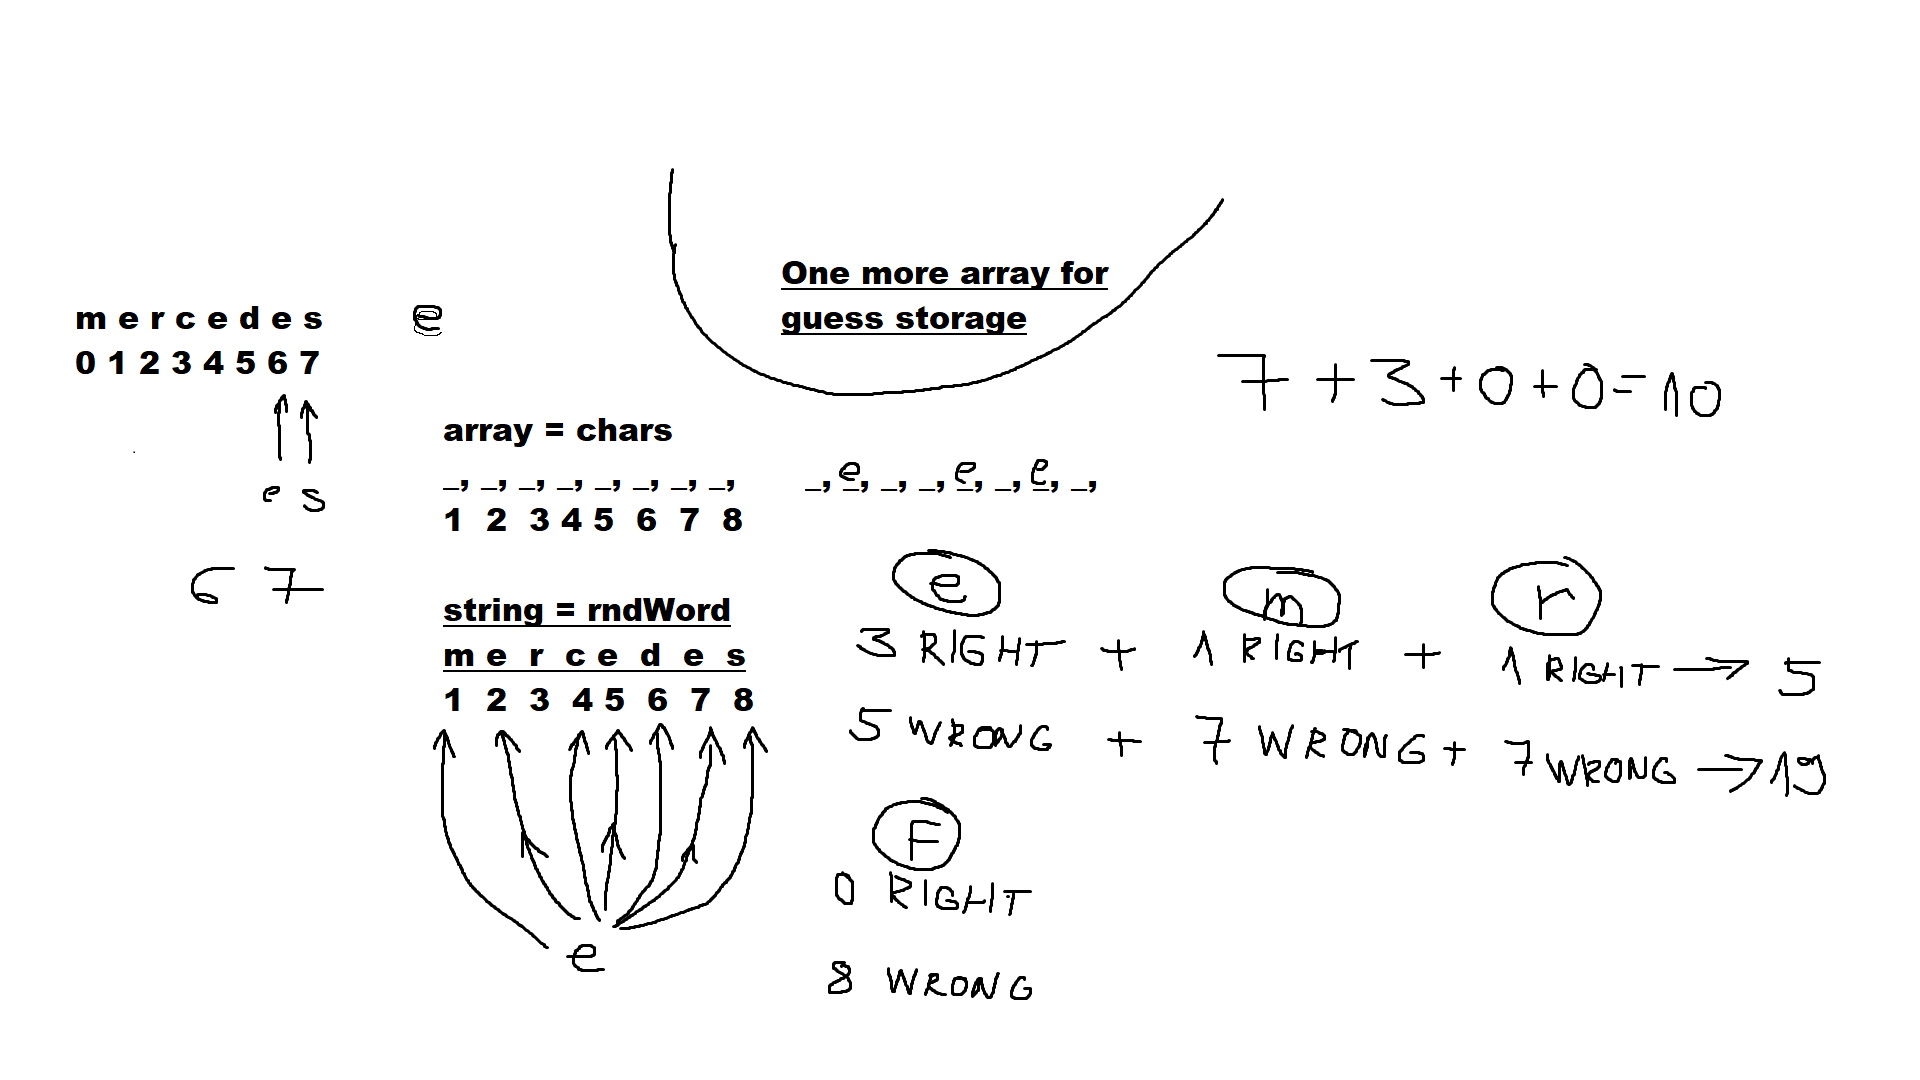 One more array for
guess storage
m e r c e d e s
e
0 1 2 3 4 5 6 7
7 + 3 + 0 + 0 = 10
array = chars
_, _, _, _, _, _, _, _,
_, e, _, _, e, _, e, _,
e s
1 2 3 4 5 6 7 8
6 7
string = rndWord
m e r c e d e s
1 2 3 4 5 6 7 8
e
e m r
3 RIGHT + 1 RIGHT + 1 RIGHT → 5
5 WRONG + 7 WRONG + 7 WRONG → 19
F
0 RIGHT
8 WRONG